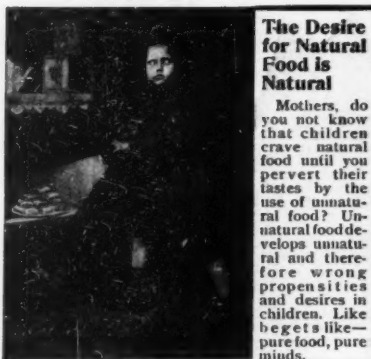 The Desire
for Natural
Food is
Natural
Mothers, do
you not know
that children
crave natural
food until you
pervert their
tastes by the
use of unnatu-
ral food? Un-
natural food de-
velops unnatu-
ral and there-
fore wrong
propensities
and desires in
children. Like
begets like—
pure food, pure
minds.